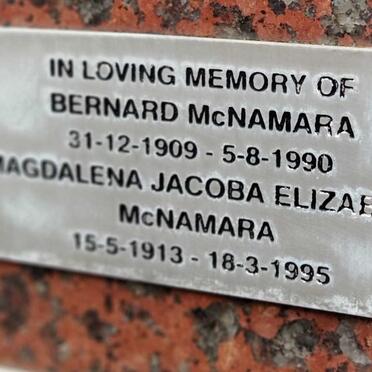 IN LOVING MEMORY OF
BERNARD McNAMARA
31-12-1909 - 5-8-1990
MAGDALENA JACOBA ELIZAB
McNAMARA
15-5-1913 - 18-3-1995